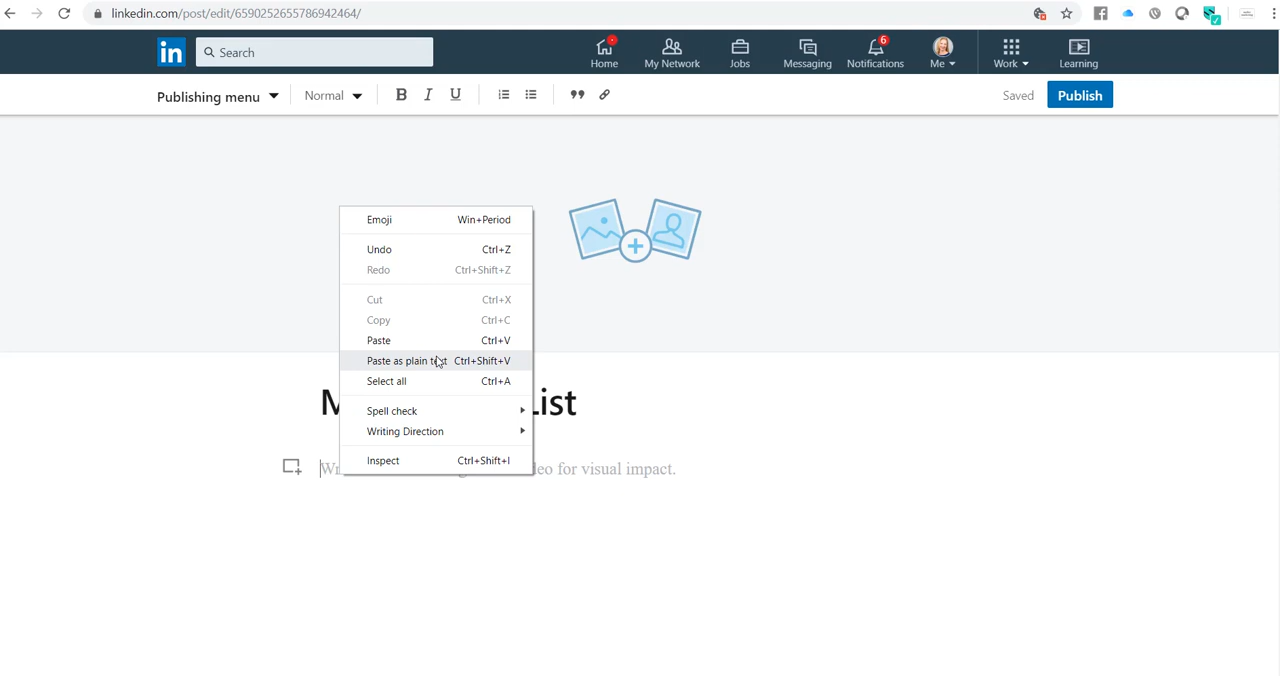 linkedin.com/post/edit/6590252655786942464/
in Search Home My Network Jobs Messaging 6 Notifications Me Work Learning
Publishing menu Normal B I U Saved Publish
Emoji Win+Period
Undo Ctrl+Z
Redo Ctrl+Shift+Z
Cut Ctrl+X
Copy Ctrl+C
Paste Ctrl+V
Paste as plain text Ctrl+Shift+V
Select all Ctrl+A
List
Spell check
Writing Direction
Inspect Ctrl+Shift+I
for visual impact.